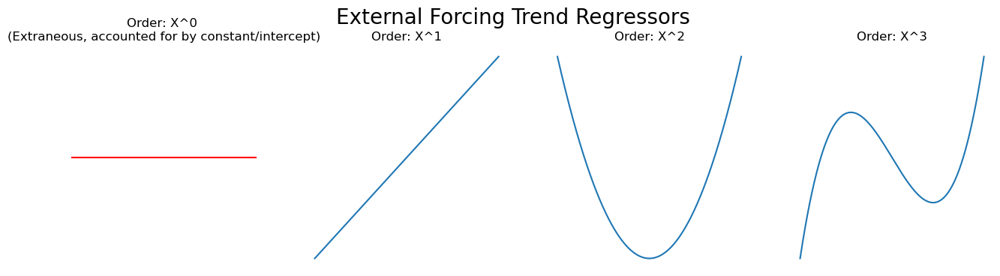 External Forcing Trend Regressors
Order: X^0
(Extraneous, accounted for by constant/intercept)
Order: X^1
Order: X^2
Order: X^3